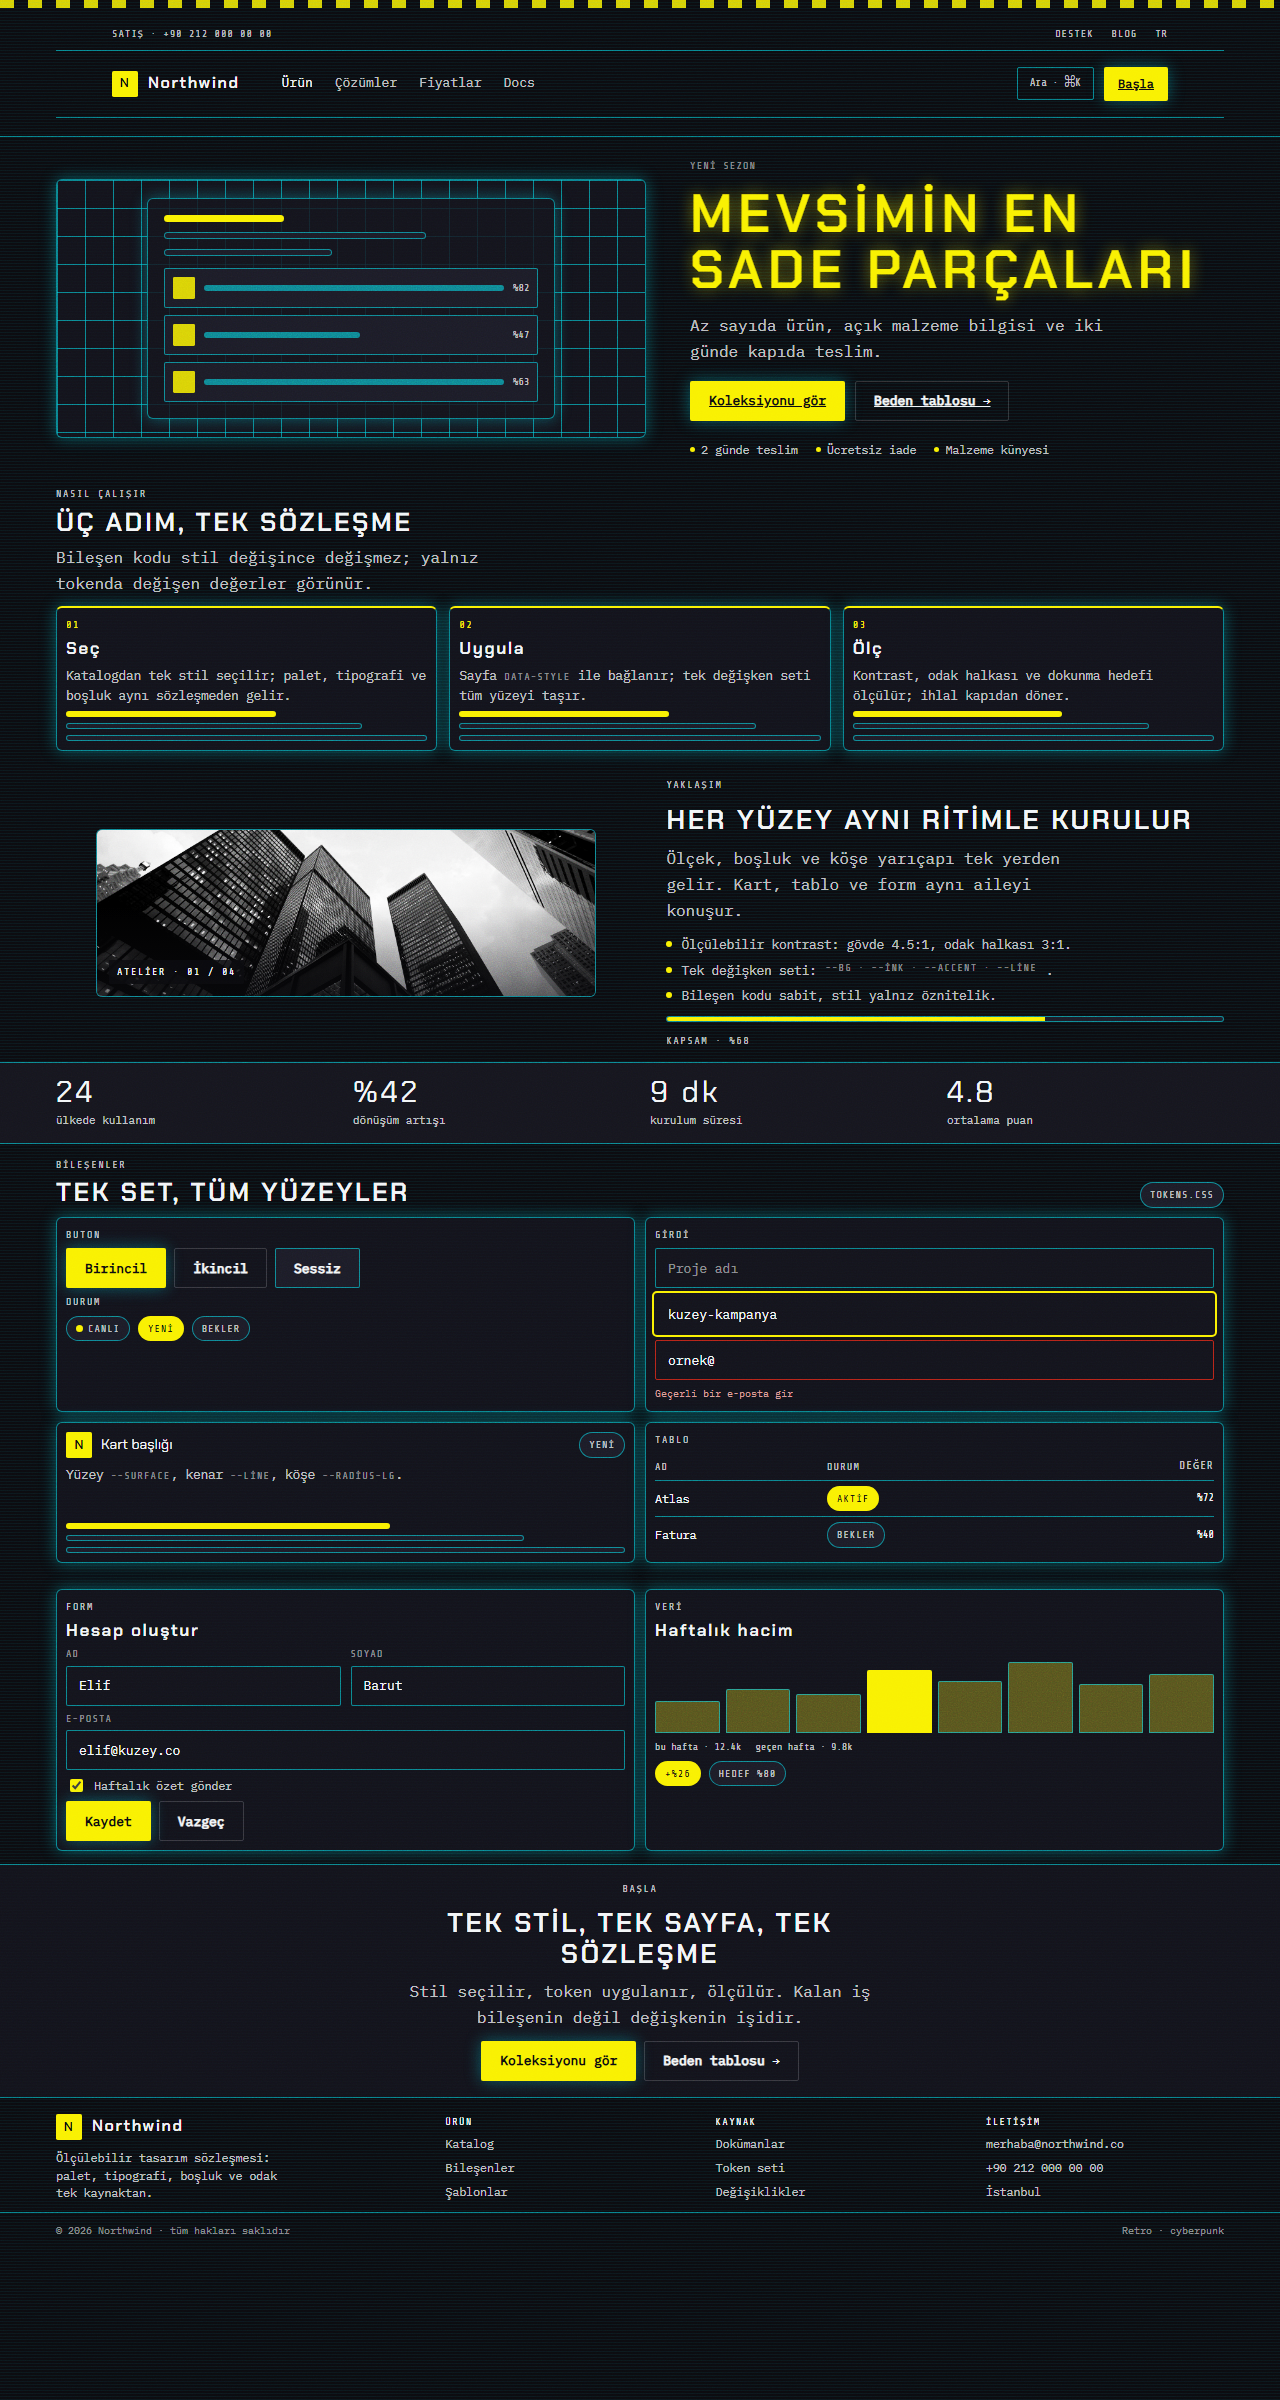 SATIŞ · +90 212 000 00 00
DESTEK BLOG TR
N Northwind Ürün Çözümler Fiyatlar Docs
Ara · ⌘K Başla
YENİ SEZON
MEVSİMİN EN
SADE PARÇALARI
Az sayıda ürün, açık malzeme bilgisi ve iki
günde kapıda teslim.
Koleksiyonu gör Beden tablosu →
2 günde teslim Ücretsiz iade Malzeme künyesi
%82
%47
%63
NASIL ÇALIŞIR
ÜÇ ADIM, TEK SÖZLEŞME
Bileşen kodu stil değişince değişmez; yalnız
tokenda değişen değerler görünür.
01
Seç
Katalogdan tek stil seçilir; palet, tipografi ve
boşluk aynı sözleşmeden gelir.
02
Uygula
Sayfa DATA-STYLE ile bağlanır; tek değişken seti
tüm yüzeyi taşır.
03
Ölç
Kontrast, odak halkası ve dokunma hedefi
ölçülür; ihlal kapıdan döner.
ATELİER · 01 / 04
YAKLAŞIM
HER YÜZEY AYNI RİTİMLE KURULUR
Ölçek, boşluk ve köşe yarıçapı tek yerden
gelir. Kart, tablo ve form aynı aileyi
konuşur.
Ölçülebilir kontrast: gövde 4.5:1, odak halkası 3:1.
Tek değişken seti: --BG · --İNK · --ACCENT · --LİNE .
Bileşen kodu sabit, stil yalnız öznitelik.
KAPSAM · %68
24
ülkede kullanım
%42
dönüşüm artışı
9 dk
kurulum süresi
4.8
ortalama puan
BİLEŞENLER
TEK SET, TÜM YÜZEYLER
TOKENS.CSS
BUTON
Birincil İkincil Sessiz
DURUM
CANLI YENİ BEKLER
GİRDİ
Proje adı
kuzey-kampanya
ornek@
Geçerli bir e-posta gir
N Kart başlığı YENİ
Yüzey --SURFACE, kenar --LİNE, köşe --RADİUS-LG.
TABLO
AD DURUM DEĞER
Atlas AKTİF %72
Fatura BEKLER %40
FORM
Hesap oluştur
AD SOYAD
Elif Barut
E-POSTA
elif@kuzey.co
Haftalık özet gönder
Kaydet Vazgeç
VERİ
Haftalık hacim
bu hafta · 12.4k geçen hafta · 9.8k
+%26 HEDEF %80
BAŞLA
TEK STİL, TEK SAYFA, TEK
SÖZLEŞME
Stil seçilir, token uygulanır, ölçülür. Kalan iş
bileşenin değil değişkenin işidir.
Koleksiyonu gör Beden tablosu →
N Northwind
Ölçülebilir tasarım sözleşmesi:
palet, tipografi, boşluk ve odak
tek kaynaktan.
ÜRÜN
Katalog
Bileşenler
Şablonlar
KAYNAK
Dokümanlar
Token seti
Değişiklikler
İLETİŞİM
merhaba@northwind.co
+90 212 000 00 00
İstanbul
© 2026 Northwind · tüm hakları saklıdır
Retro · cyberpunk